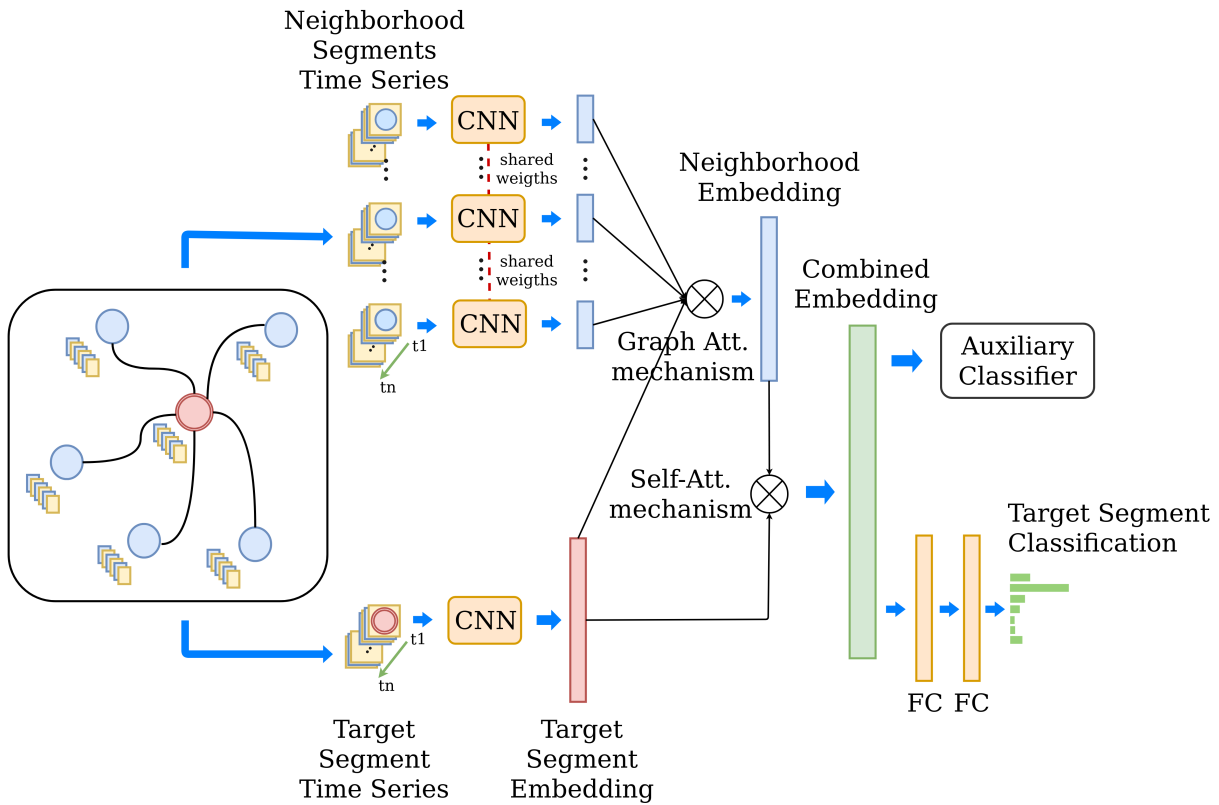 Neighborhood
Segments
Time Series
CNN
shared
weigths
CNN
shared
weigths
CNN
t1
tn
Graph Att.
mechanism
Neighborhood
Embedding
Combined
Embedding
Auxiliary
Classifier
Self-Att.
mechanism
Target Segment
Classification
FC FC
CNN
t1
tn
Target
Segment
Time Series
Target
Segment
Embedding